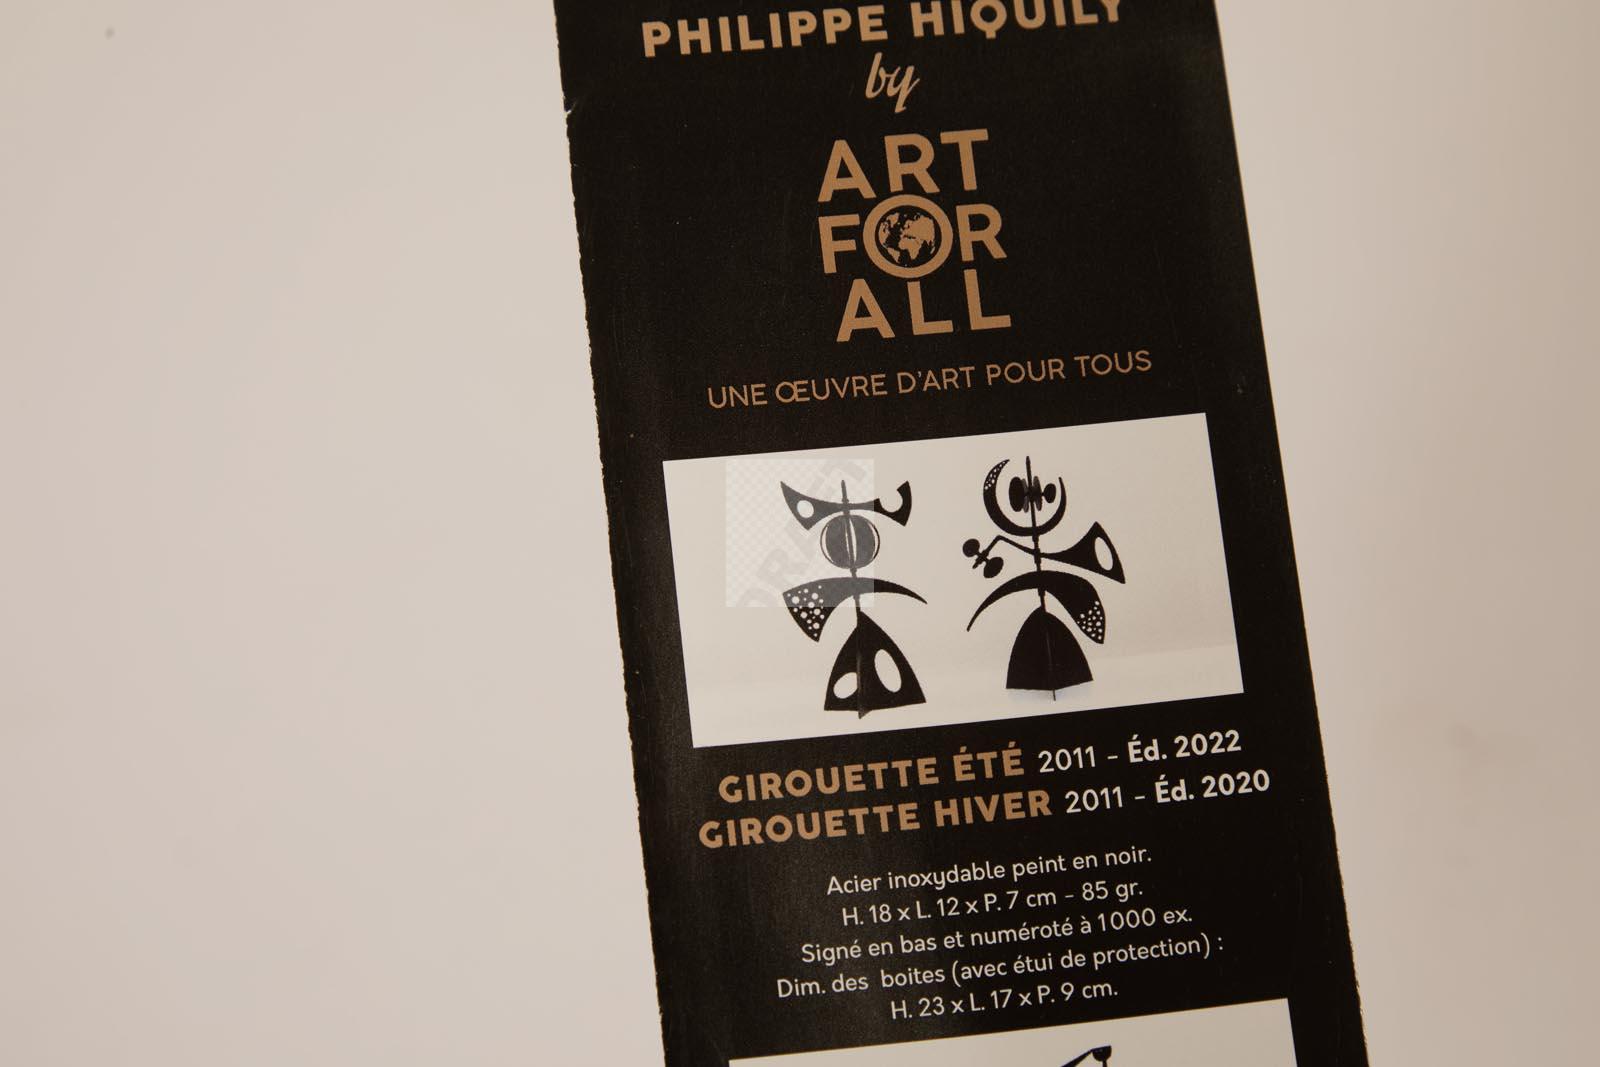 PHILIPPE HIQUILY
by
ART
FOR
ALL
UNE ŒUVRE D'ART POUR TOUS
DRAFT
GIROUETTE ÉTÉ 2011 - Éd. 2022
GIROUETTE HIVER 2011 - Éd. 2020
Acier inoxydable peint en noir.
H. 18 x L. 12 x P. 7 cm - 85 gr.
Signé en bas et numéroté à 1000 ex.
Dim. des boites (avec étui de protection) :
H. 23 x L. 17 x P. 9 cm.